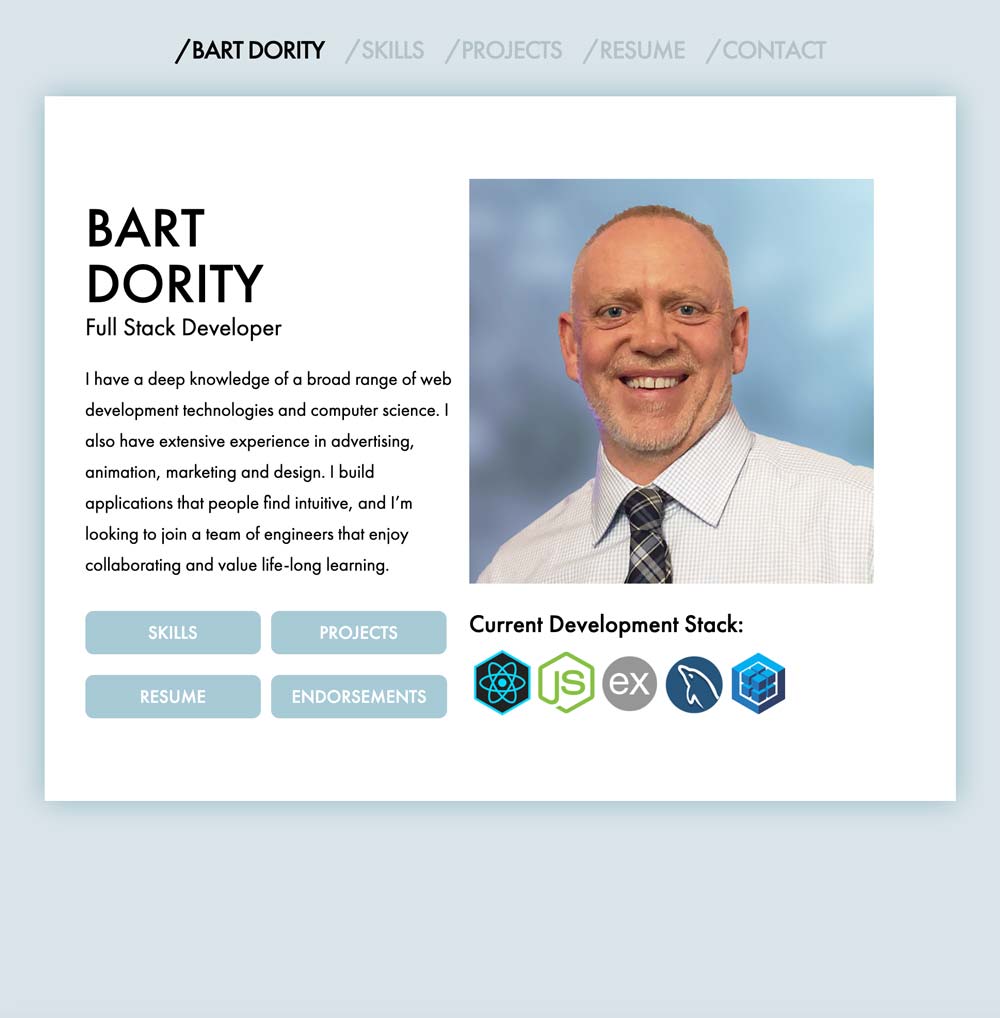 /BART DORITY /SKILLS /PROJECTS /RESUME /CONTACT
BART
DORITY
Full Stack Developer
I have a deep knowledge of a broad range of web
development technologies and computer science. I
also have extensive experience in advertising,
animation, marketing and design. I build
applications that people find intuitive, and I’m
looking to join a team of engineers that enjoy
collaborating and value life-long learning.
SKILLS PROJECTS
RESUME ENDORSEMENTS
Current Development Stack:
JS ex